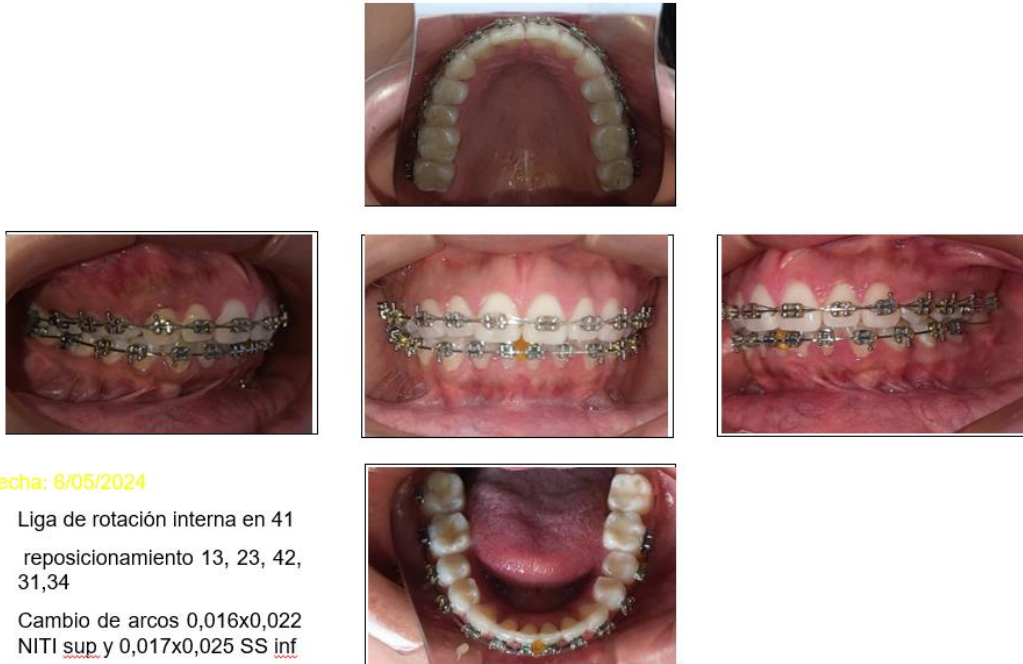 echa: 6/05/2024
Liga de rotación interna en 41
reposicionamiento 13, 23, 42,
31,34
Cambio de arcos 0,016x0,022
NITI sup y 0,017x0,025 SS inf